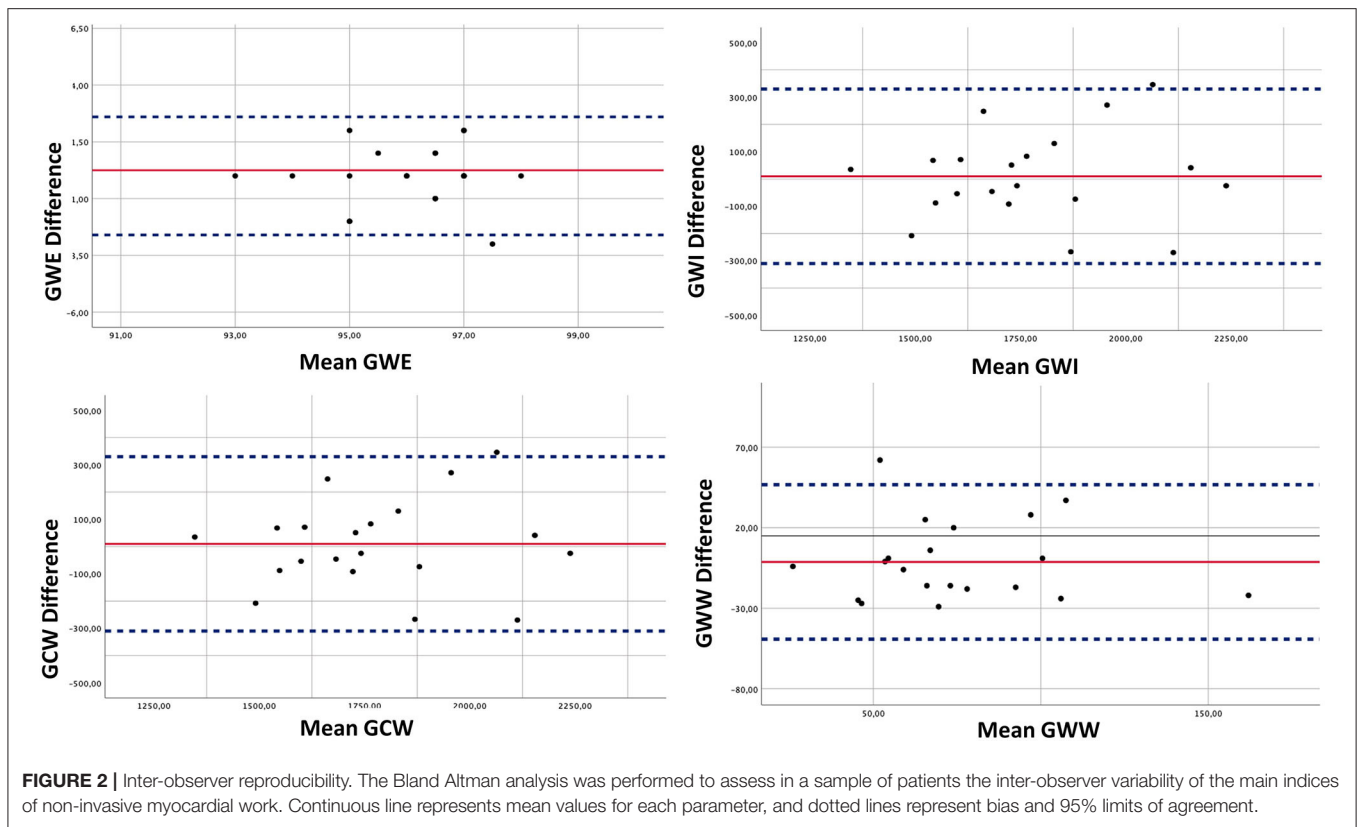 6,50
4,00
1,50
1,00
3,50
-6,00
GWE Difference
91,00 93,00 95,00 97,00 99,00
Mean GWE
500,00
300,00
100,00
-100,00
-300,00
-500,00
GWI Difference
1250,00 1500,00 1750,00 2000,00 2250,00
Mean GWI
500,00
300,00
100,00
-100,00
-300,00
-500,00
GCW Difference
1250,00 1500,00 1750,00 2000,00 2250,00
Mean GCW
70,00
20,00
-30,00
-80,00
GWW Difference
50,00 150,00
Mean GWW
FIGURE 2 | Inter-observer reproducibility. The Bland Altman analysis was performed to assess in a sample of patients the inter-observer variability of the main indices
of non-invasive myocardial work. Continuous line represents mean values for each parameter, and dotted lines represent bias and 95% limits of agreement.